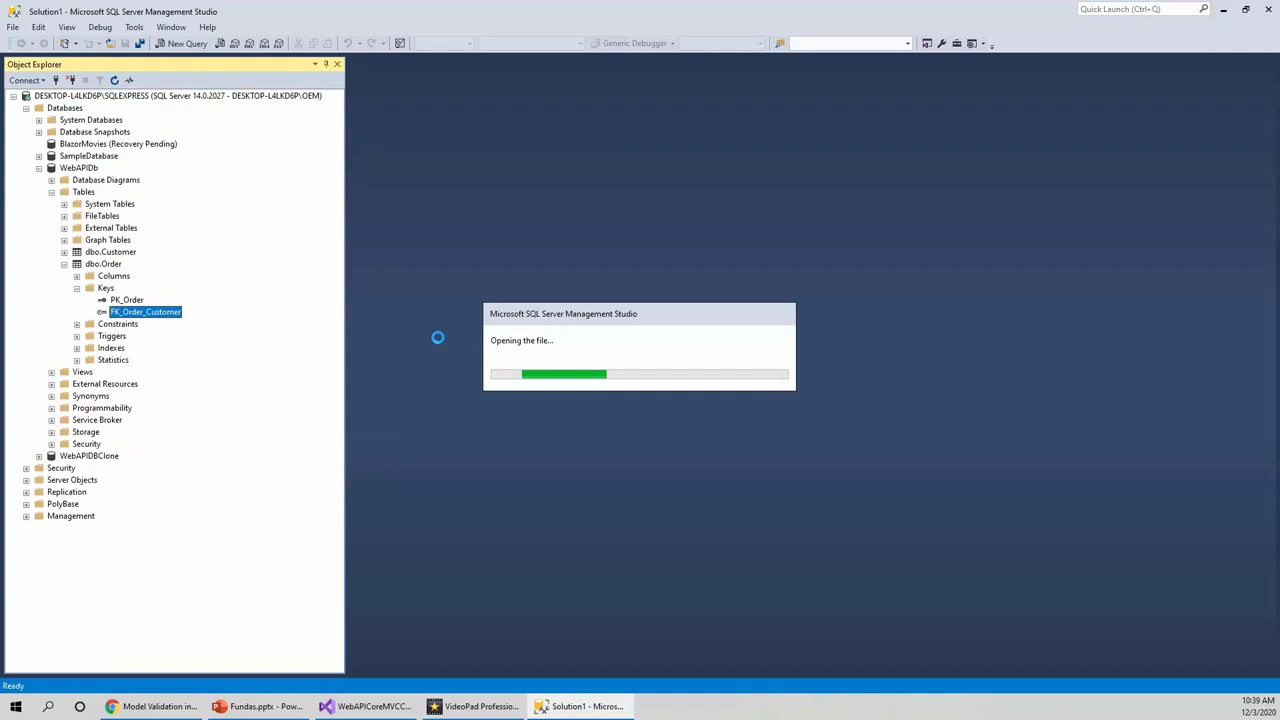 Solution1 - Microsoft SQL Server Management Studio
Quick Launch (Ctrl+Q)
File Edit View Debug Tools Window Help
New Query
Generic Debugger
Object Explorer
Connect
DESKTOP-L4LKD6P\SQLEXPRESS (SQL Server 14.0.2027 - DESKTOP-L4LKD6P\OEM)
Databases
System Databases
Database Snapshots
BlazorMovies (Recovery Pending)
SampleDatabase
WebAPIDb
Database Diagrams
Tables
System Tables
FileTables
External Tables
Graph Tables
dbo.Customer
dbo.Order
Columns
Keys
PK_Order
FK_Order_Customer
Constraints
Triggers
Indexes
Statistics
Views
External Resources
Synonyms
Programmability
Service Broker
Storage
Security
WebAPIDBClone
Security
Server Objects
Replication
PolyBase
Management
Microsoft SQL Server Management Studio
Opening the file...
Ready
Model Validation in...
Fundas.pptx - Pow...
WebAPICoreMVCC...
VideoPad Professio...
Solution1 - Micros...
10:39 AM
12/3/2020